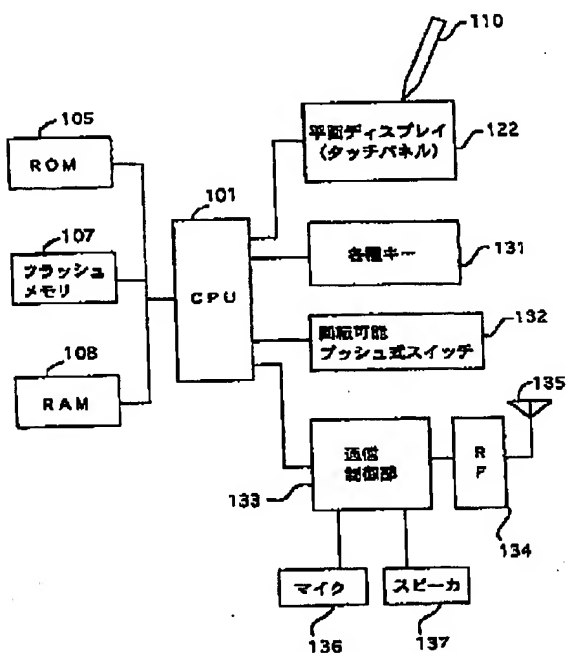 110
105
ROM
平面ディスプレイ
(タッチパネル)
122
101
107
フラッシュ
メモリ
CPU
各種キー
131
108
RAM
回転可能
プッシュ式スイッチ
132
135
通信
制御部
133
RF
134
マイク
136
スピーカ
137